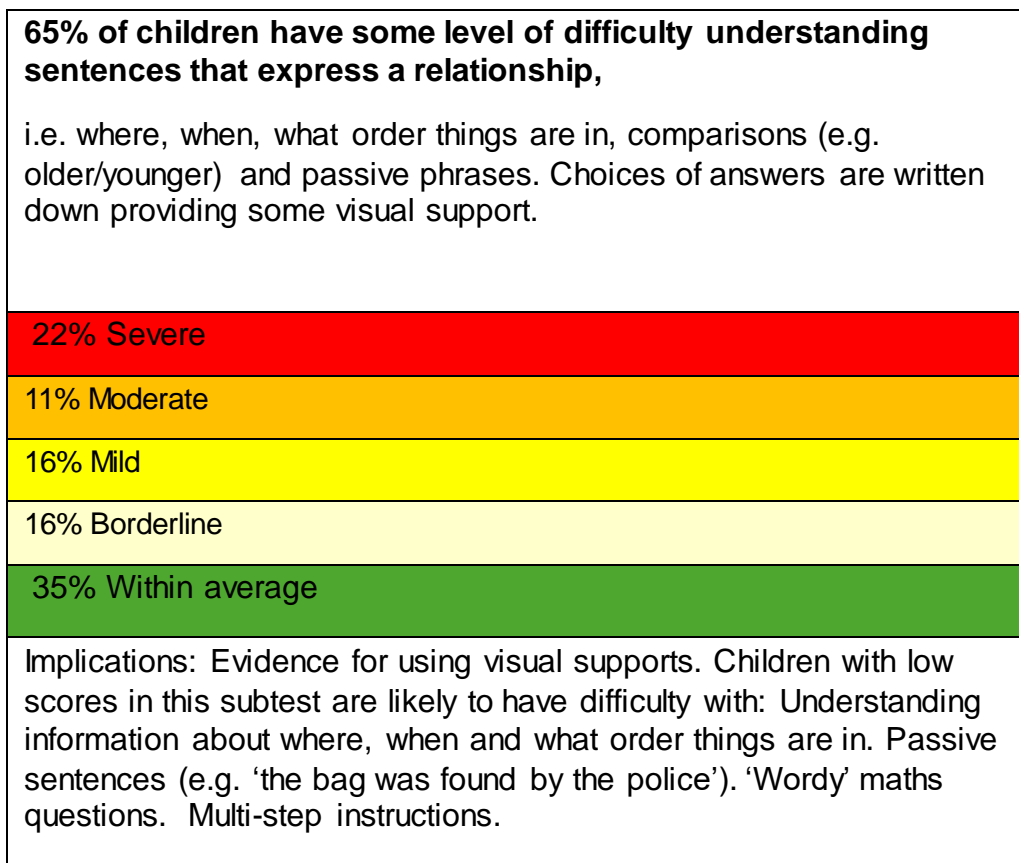 65% of children have some level of difficulty understanding
sentences that express a relationship,
i.e. where, when, what order things are in, comparisons (e.g.
older/younger) and passive phrases. Choices of answers are written
down providing some visual support.
22% Severe
11% Moderate
16% Mild
16% Borderline
35% Within average
Implications: Evidence for using visual supports. Children with low
scores in this subtest are likely to have difficulty with: Understanding
information about where, when and what order things are in. Passive
sentences (e.g. ‘the bag was found by the police’). ‘Wordy’ maths
questions. Multi-step instructions.